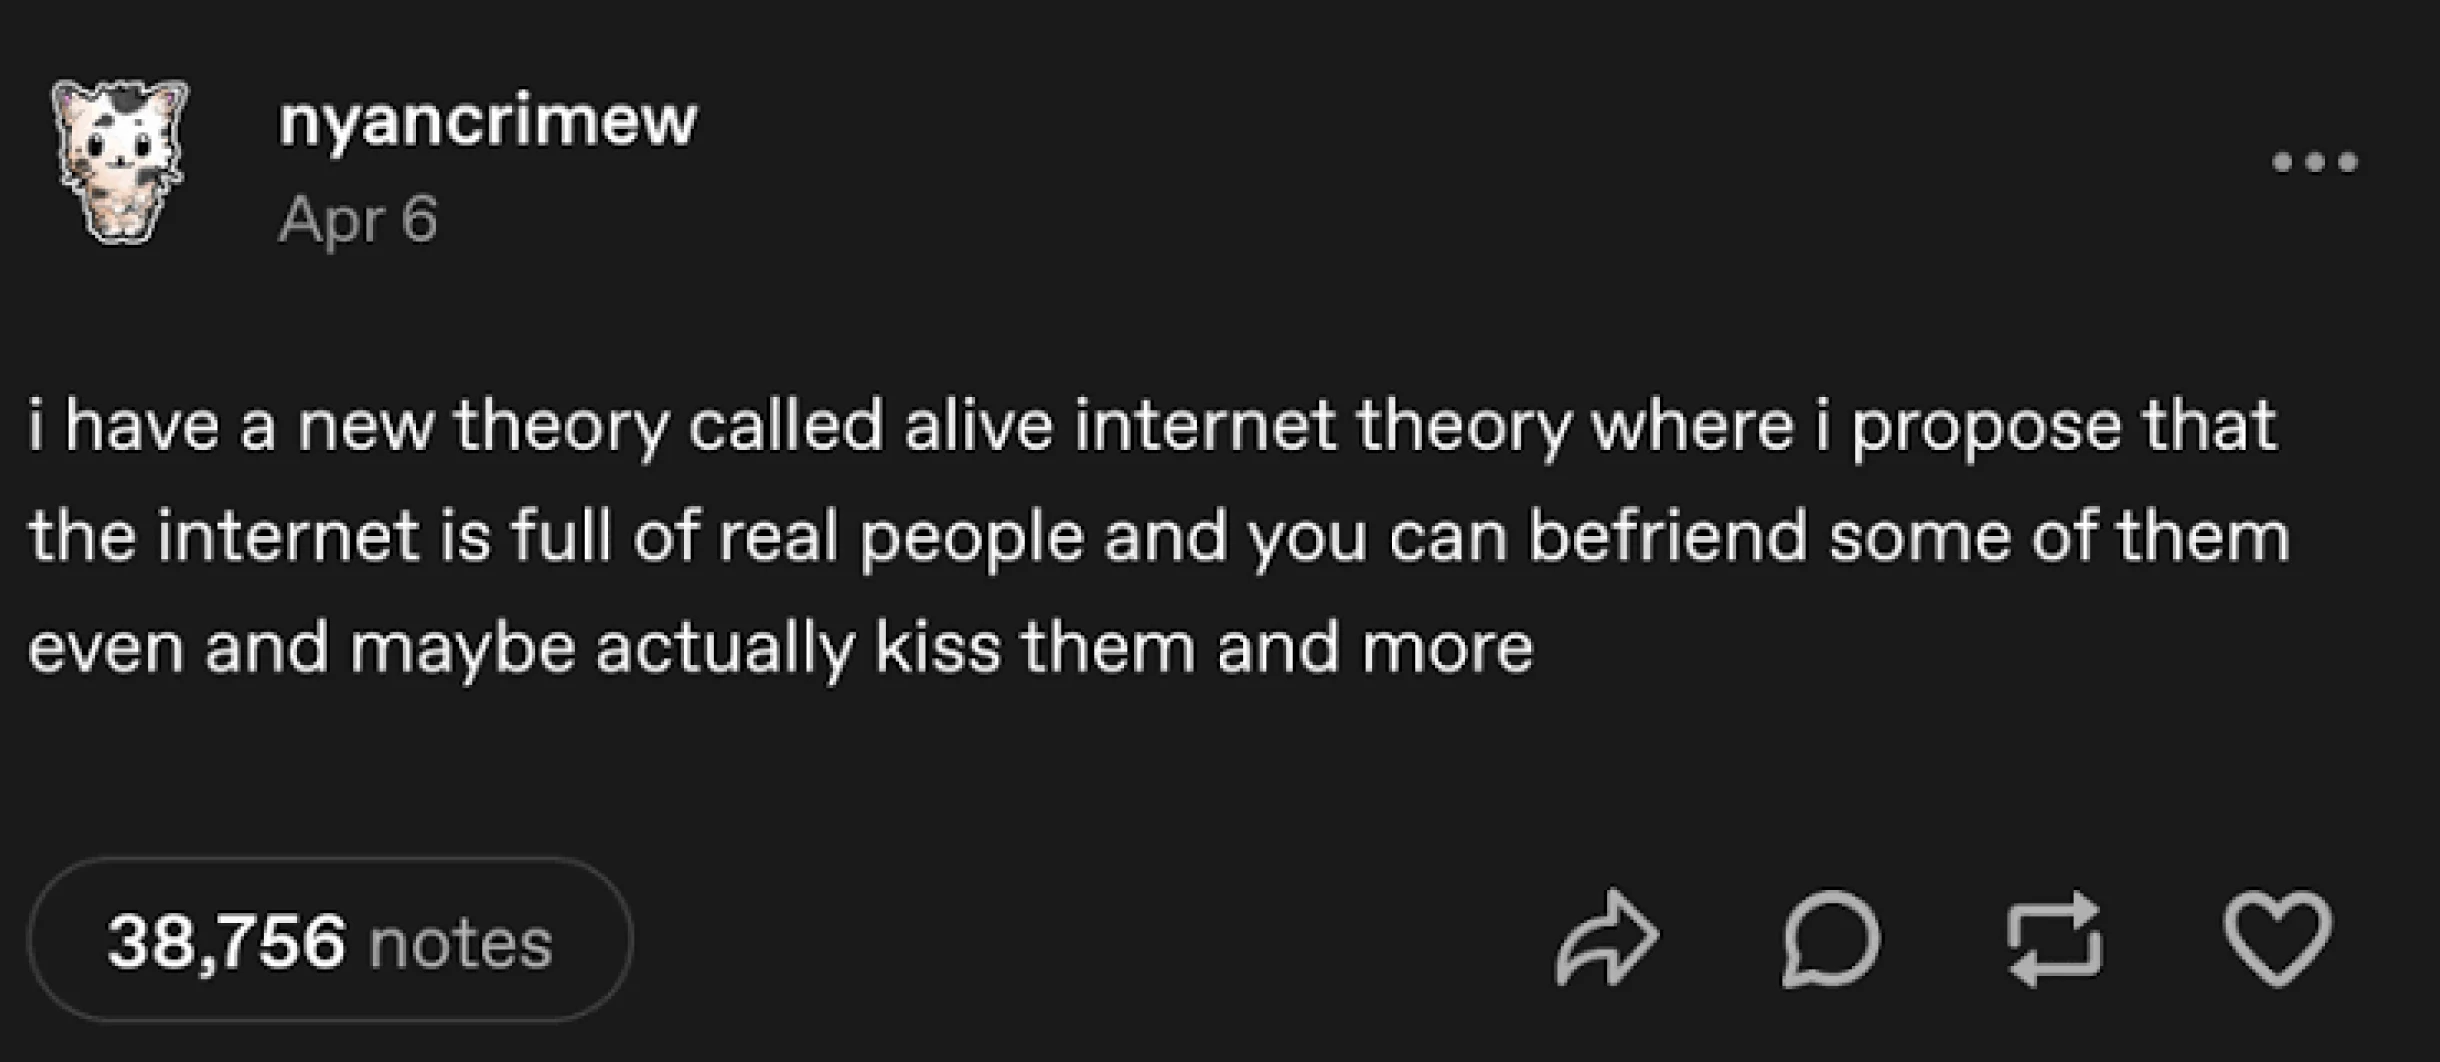 nyancrimew
Apr 6
i have a new theory called alive internet theory where i propose that
the internet is full of real people and you can befriend some of them
even and maybe actually kiss them and more
38,756 notes